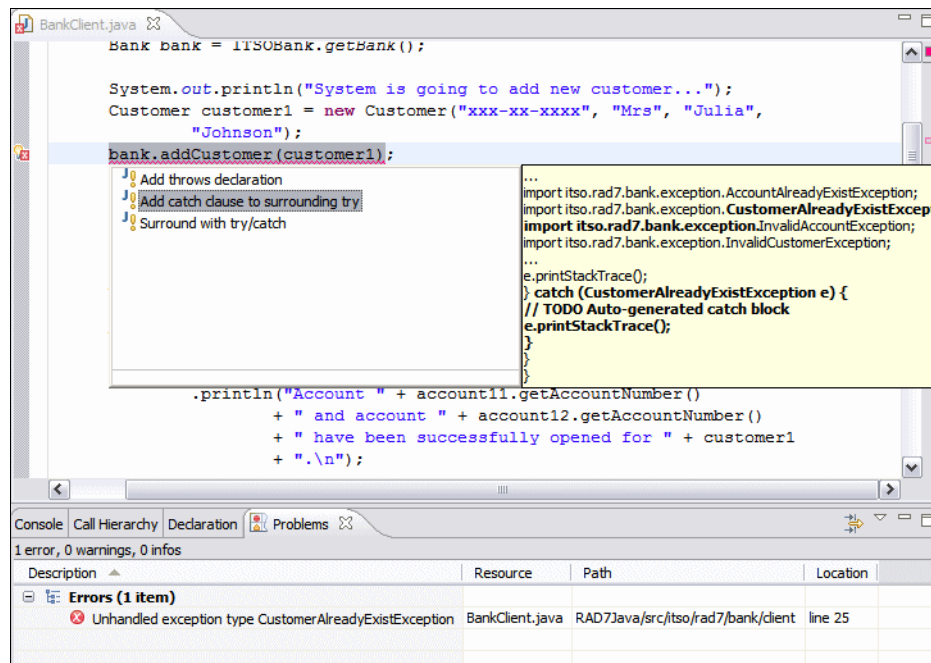 BankClient.java
Bank bank = ITSOBank.getBank();
System.out.println("System is going to add new customer...");
Customer customer1 = new Customer("xxx-xx-xxxx", "Mrs", "Julia",
"Johnson");
bank.addCustomer(customer1);
Add throws declaration
Add catch clause to surrounding try
Surround with try/catch
...
import itso.rad7.bank.exception.AccountAlreadyExistException;
import itso.rad7.bank.exception.CustomerAlreadyExistExcep
import itso.rad7.bank.exception.InvalidAccountException;
import itso.rad7.bank.exception.InvalidCustomerException;
...
e.printStackTrace();
} catch (CustomerAlreadyExistException e) {
// TODO Auto-generated catch block
e.printStackTrace();
}
}
}
.println("Account " + account11.getAccountNumber()
+ " and account " + account12.getAccountNumber()
+ " have been successfully opened for " + customer1
+ ".\n");
Console Call Hierarchy Declaration Problems
1 error, 0 warnings, 0 infos
Description Resource Path Location
Errors (1 item)
Unhandled exception type CustomerAlreadyExistException BankClient.java RAD7Java/src/itso/rad7/bank/client line 25